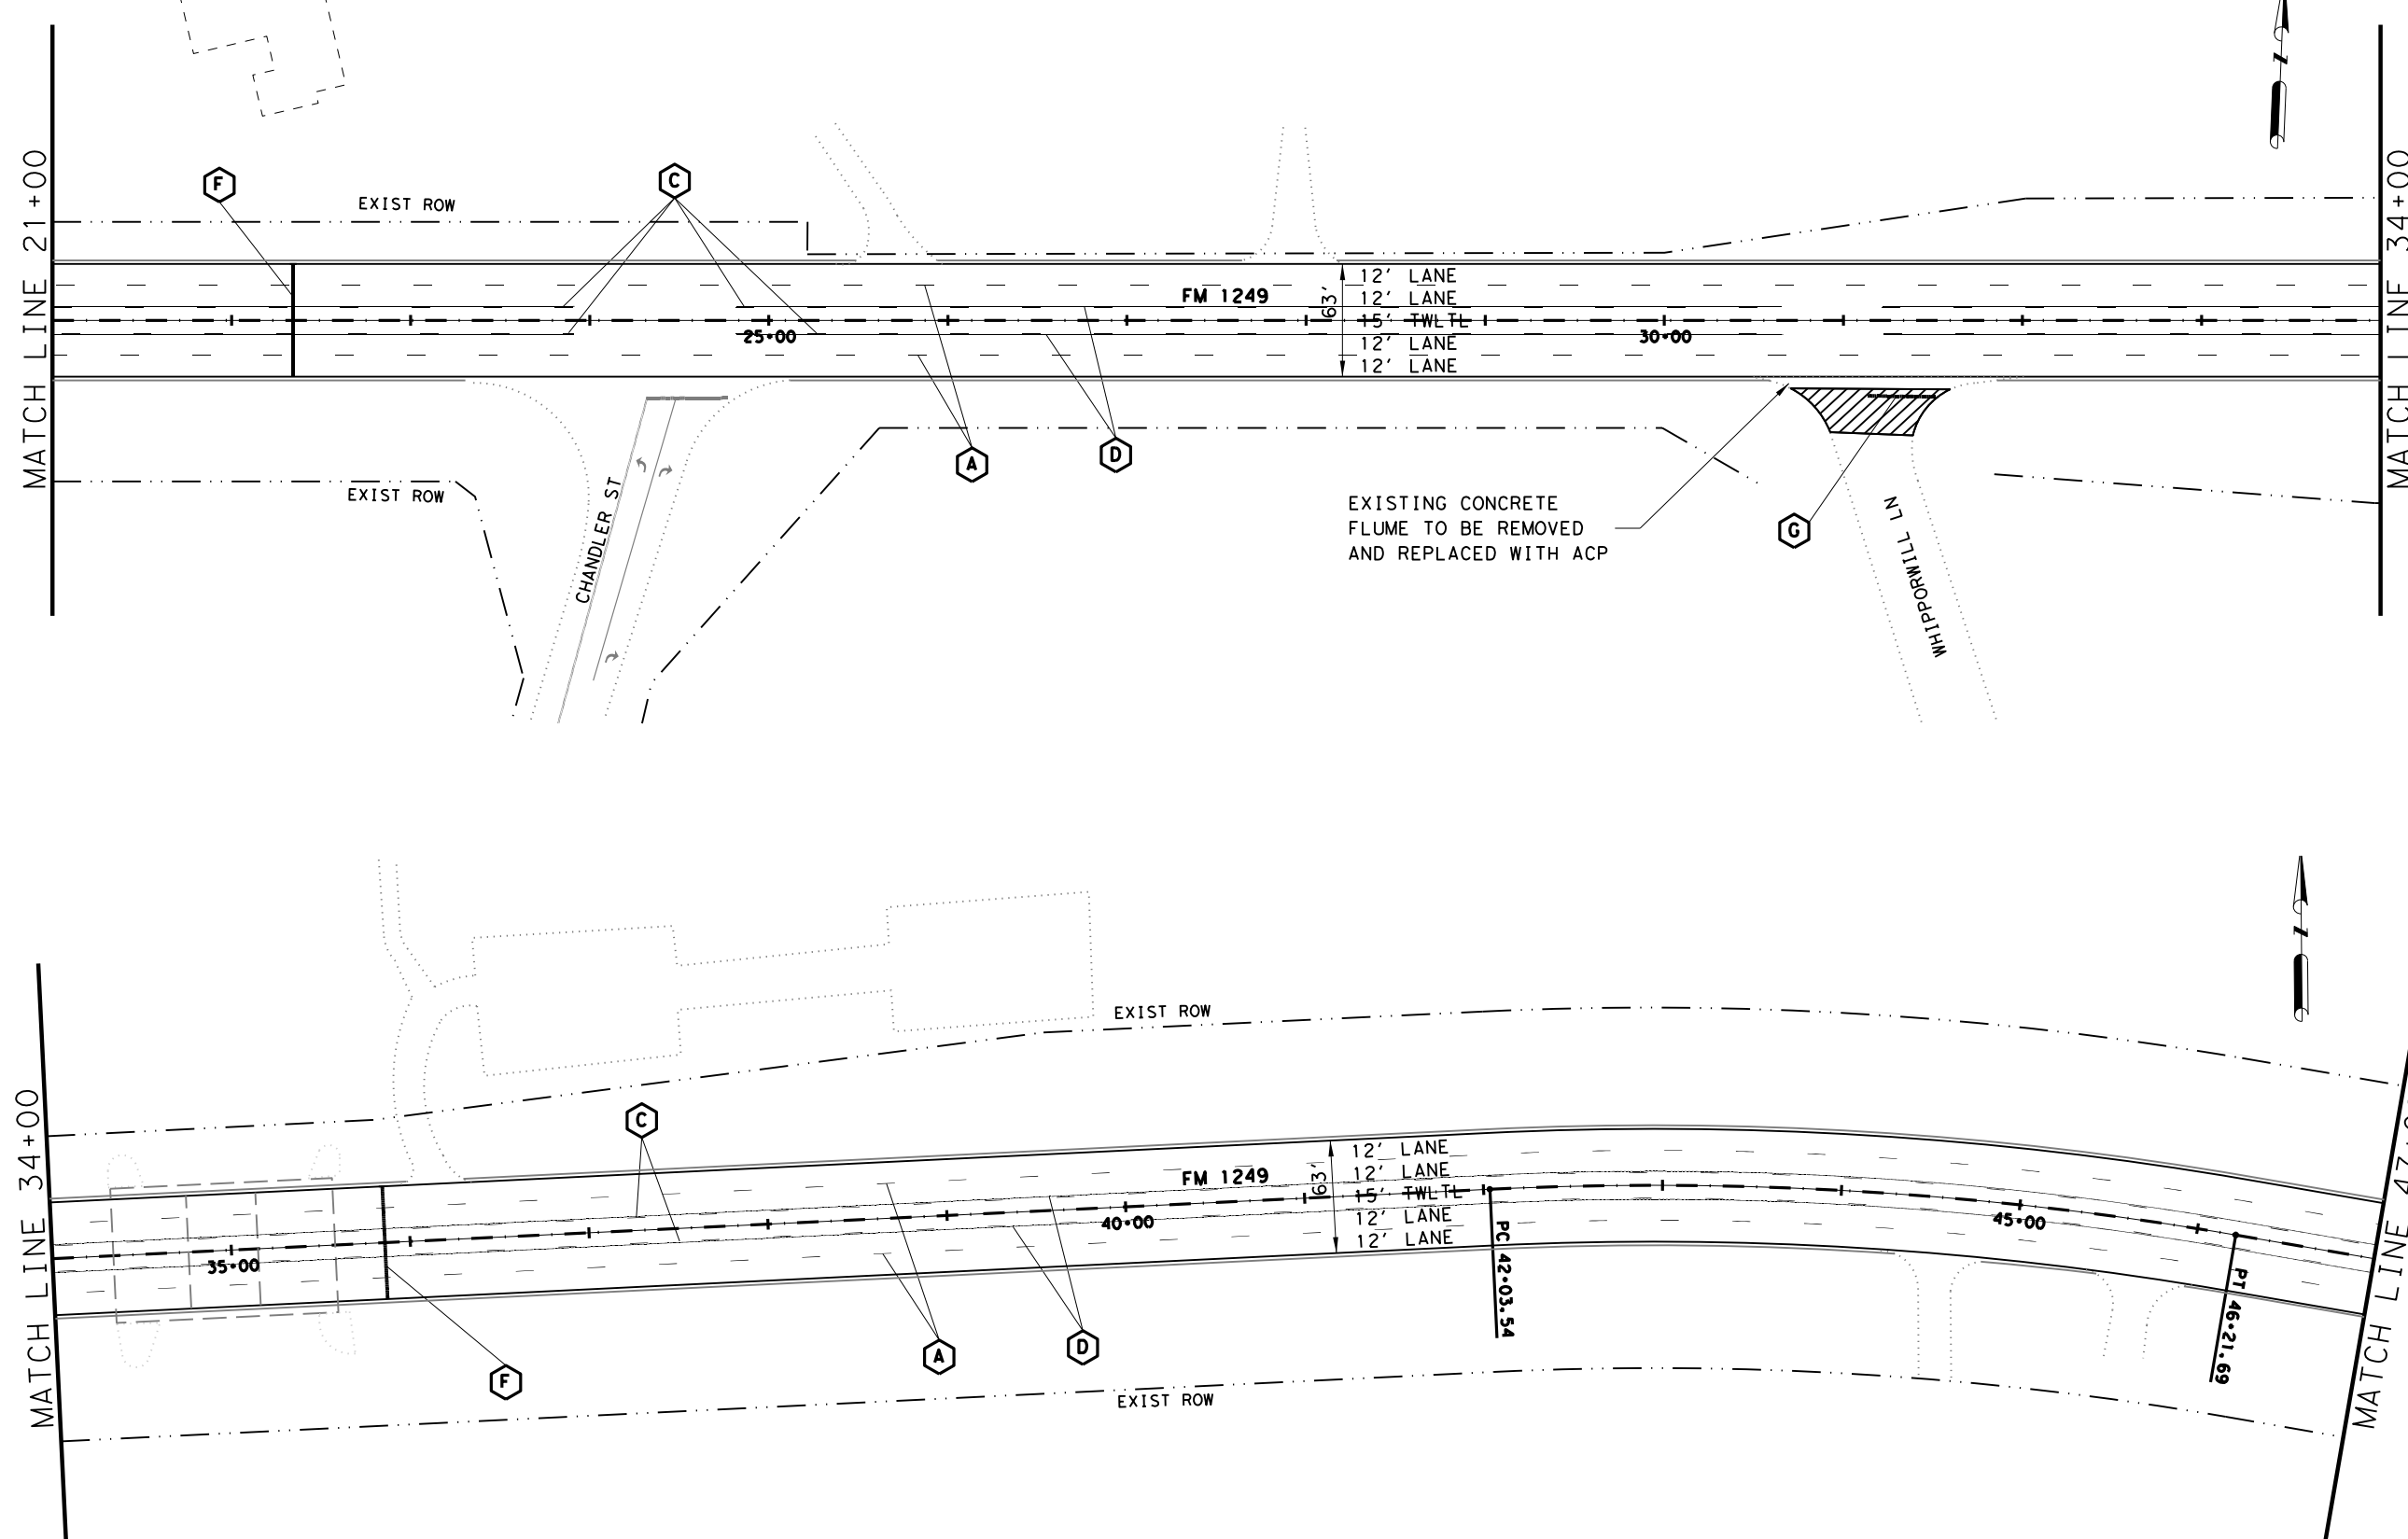 MATCH LINE 21+00
F
EXIST ROW
C
12' LANE
12' LANE
15' TWLTL
12' LANE
12' LANE
63'
FM 1249
25+00
30+00
MATCH LINE 34+00
EXIST ROW
CHANDLER ST
A
D
EXISTING CONCRETE
FLUME TO BE REMOVED
AND REPLACED WITH ACP
G
WHIPPORWILL LN
MATCH LINE 34+00
EXIST ROW
C
12' LANE
12' LANE
15' TWLTL
12' LANE
12' LANE
63'
FM 1249
35+00
40+00
45+00
PC 42+03.54
PT 46+21.69
F
A
D
EXIST ROW
MATCH LINE